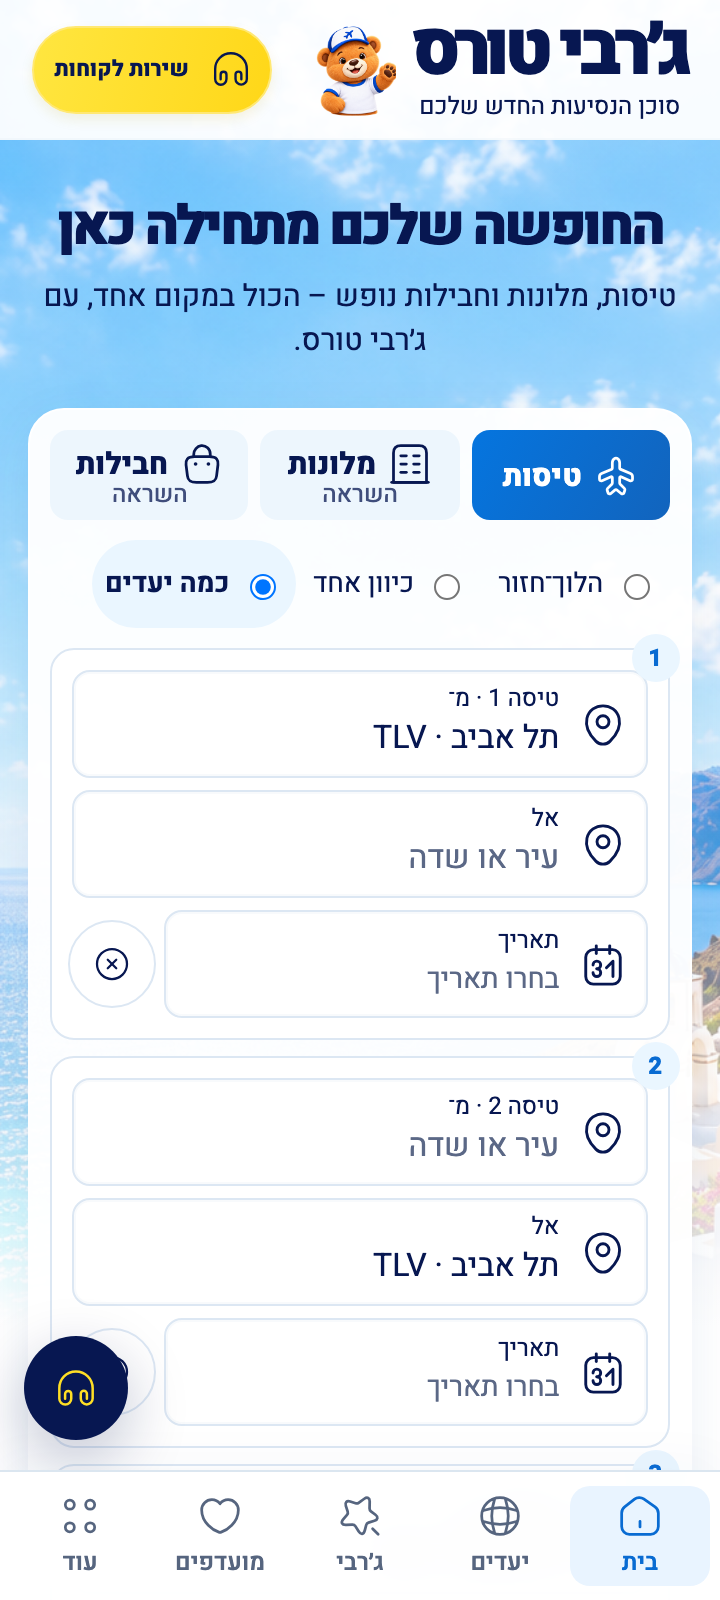 ג׳רבי טורס
סוכן הנסיעות החדש שלכם
שירות לקוחות
החופשה שלכם מתחילה כאן
טיסות, מלונות וחבילות נופש – הכול במקום אחד, עם
ג׳רבי טורס.
טיסות
מלונות
השראה
חבילות
השראה
הלוך־חזור
כיוון אחד
כמה יעדים
1
טיסה 1 · מ־
תל אביב · TLV
אל
עיר או שדה
תאריך
בחרו תאריך
31
2
טיסה 2 · מ־
עיר או שדה
אל
תל אביב · TLV
תאריך
בחרו תאריך
31
בית
יעדים
ג׳רבי
מועדפים
עוד